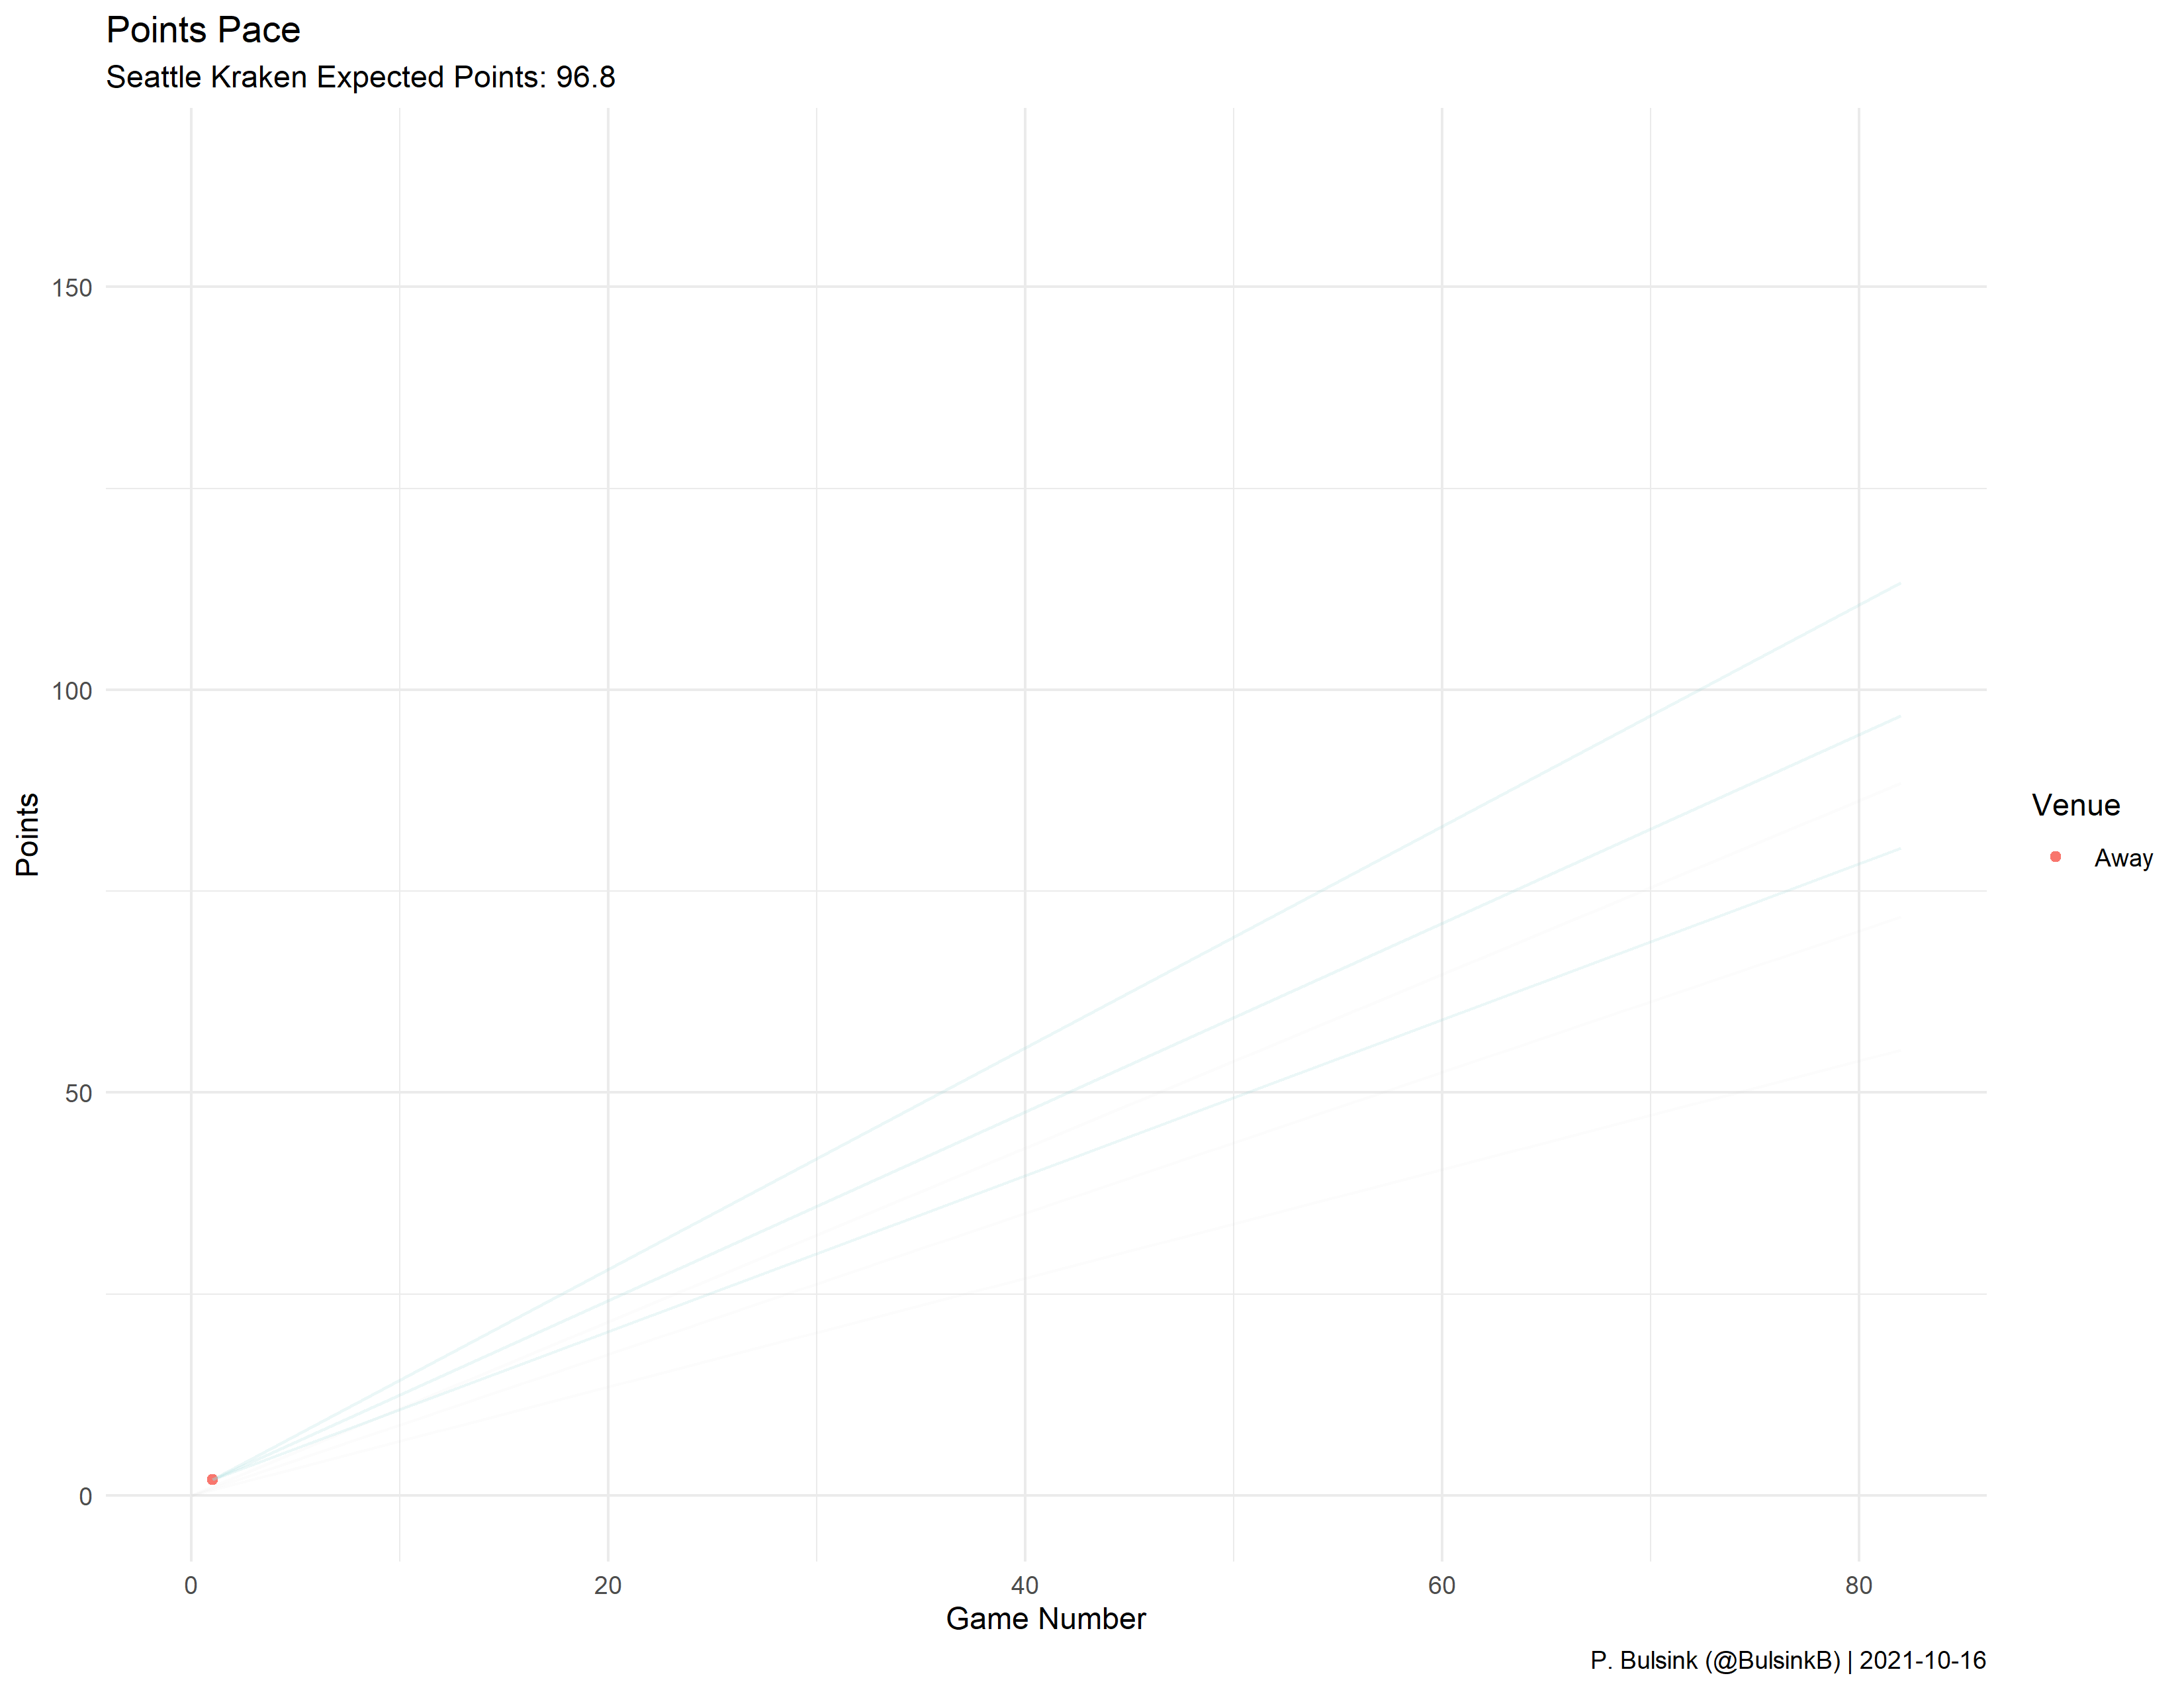 Points Pace
Seattle Kraken Expected Points: 96.8
150
100
50
0
Points
0 20 40 60 80
Game Number
Venue
Away
P. Bulsink (@BulsinkB) | 2021-10-16